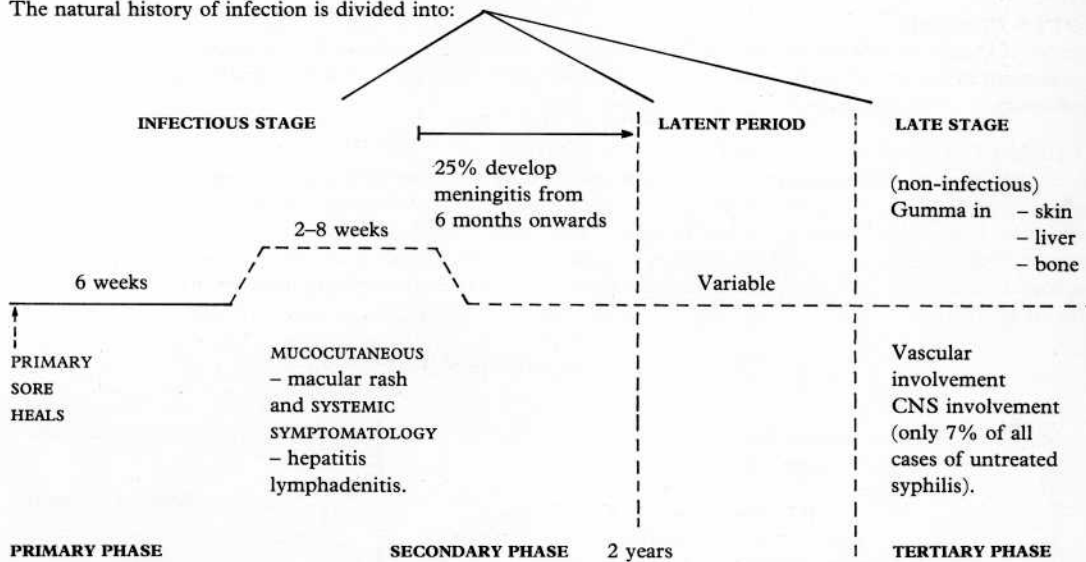 The natural history of infection is divided into:
INFECTIOUS STAGE
LATENT PERIOD
LATE STAGE
25% develop
meningitis from
6 months onwards
(non-infectious)
Gumma in – skin
– liver
– bone
2–8 weeks
6 weeks
Variable
PRIMARY
SORE
HEALS
MUCOCUTANEOUS
– macular rash
and SYSTEMIC
SYMPTOMATOLOGY
– hepatitis
lymphadenitis.
Vascular
involvement
CNS involvement
(only 7% of all
cases of untreated
syphilis).
PRIMARY PHASE
SECONDARY PHASE
2 years
TERTIARY PHASE